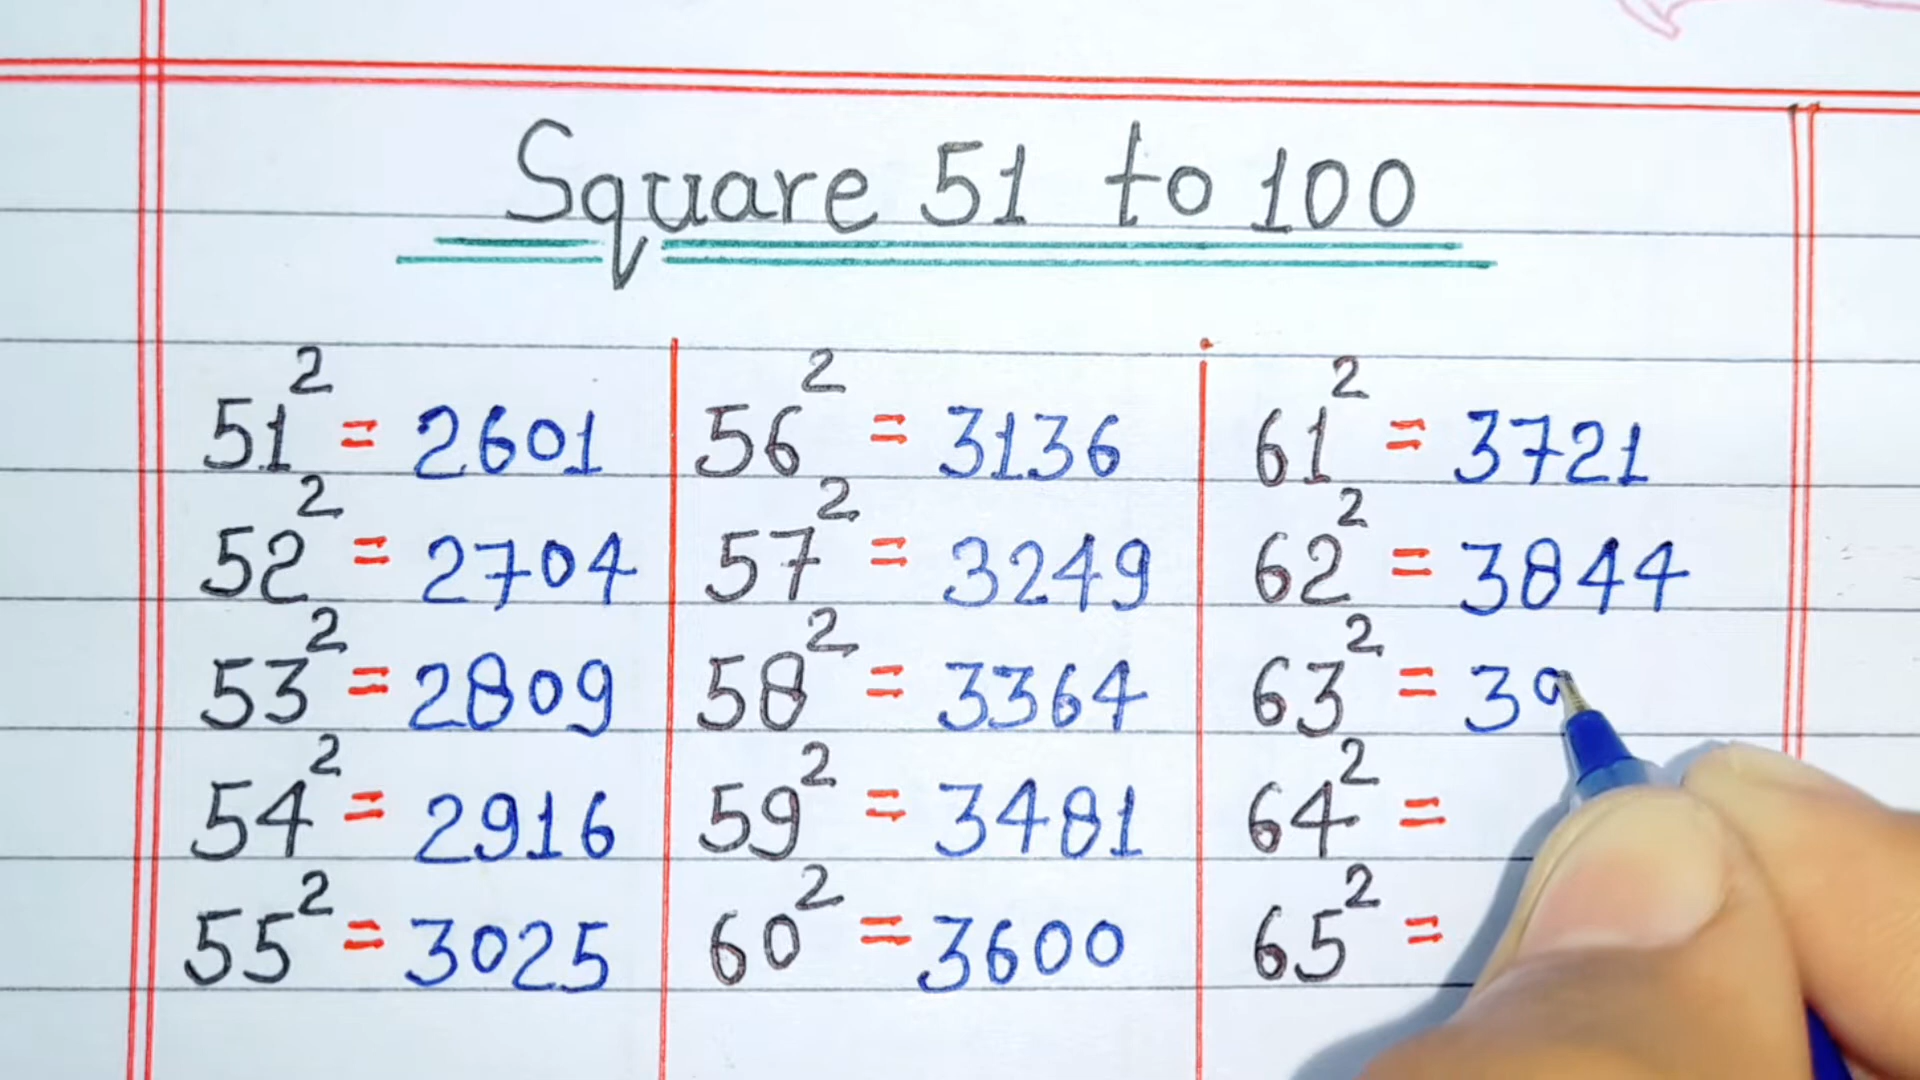 Square 51 to 100
51² = 2601
52² = 2704
53² = 2809
54² = 2916
55² = 3025
56² = 3136
57² = 3249
58² = 3364
59² = 3481
60² = 3600
61² = 3721
62² = 3844
63² = 39
64² =
65² =